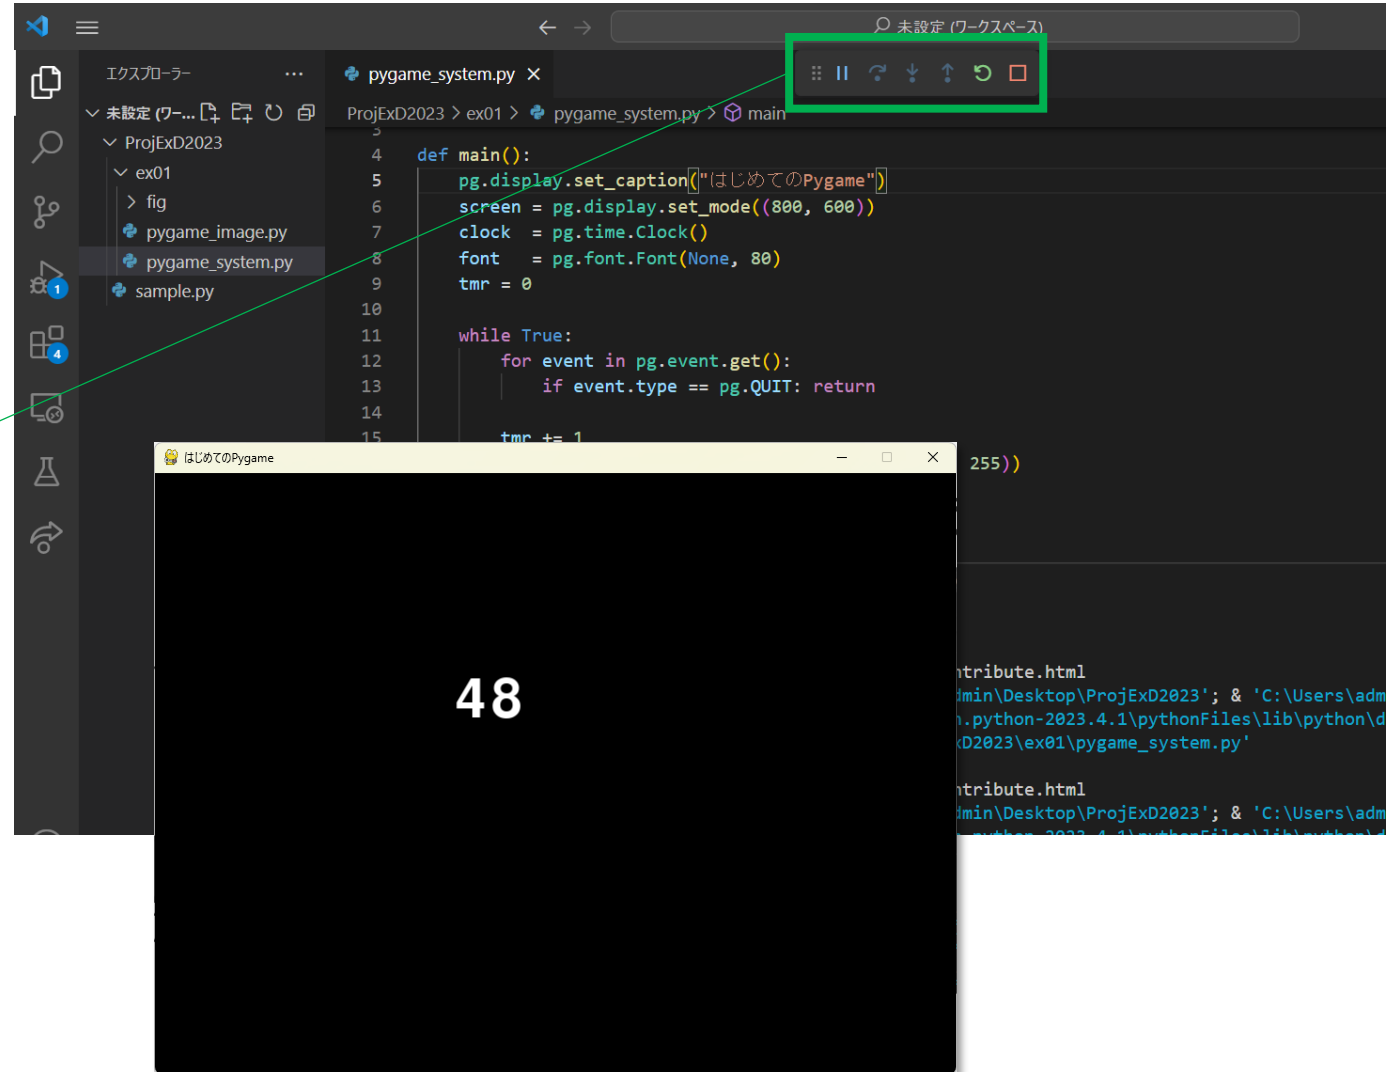 未設定 (ワークスペース)
エクスプローラー ...
pygame_system.py
未設定 (ワー...
ProjExD2023 > ex01 > pygame_system.py > main
ProjExD2023
ex01
fig
pygame_image.py
pygame_system.py
sample.py
1
4
3
4 def main():
5 pg.display.set_caption("はじめてのPygame")
6 screen = pg.display.set_mode((800, 600))
7 clock  = pg.time.Clock()
8 font   = pg.font.Font(None, 80)
9 tmr = 0
10
11 while True:
12 for event in pg.event.get():
13 if event.type == pg.QUIT: return
14
15 tmr += 1
255))
はじめてのPygame
48
ntribute.html
dmin\Desktop\ProjExD2023'; & 'C:\Users\adm
n.python-2023.4.1\pythonFiles\lib\python\d
xD2023\ex01\pygame_system.py'
ntribute.html
dmin\Desktop\ProjExD2023'; & 'C:\Users\adm